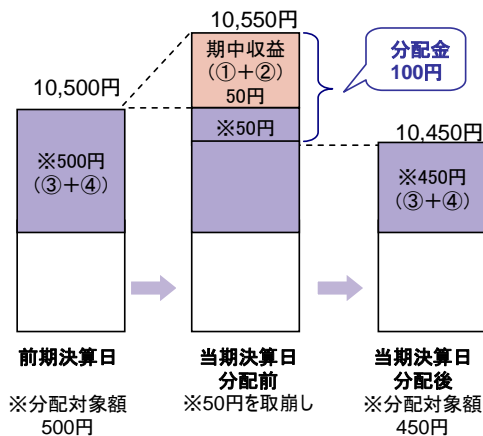 10,550円
期中収益
(①+②)
50円
分配金
100円
10,500円
※50円
10,450円
※500円
(③+④)
※450円
(③+④)
前期決算日
当期決算日
分配前
当期決算日
分配後
※分配対象額
500円
※50円を取崩し
※分配対象額
450円